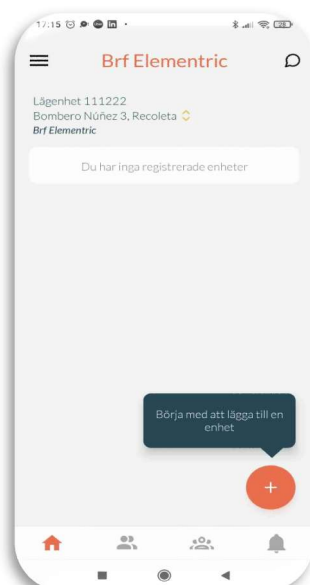 17:15
Brf Elementric
Lägenhet 111222
Bombero Núñez 3, Recoleta
Brf Elementric
Du har inga registrerade enheter
Börja med att lägga till en
enhet
+